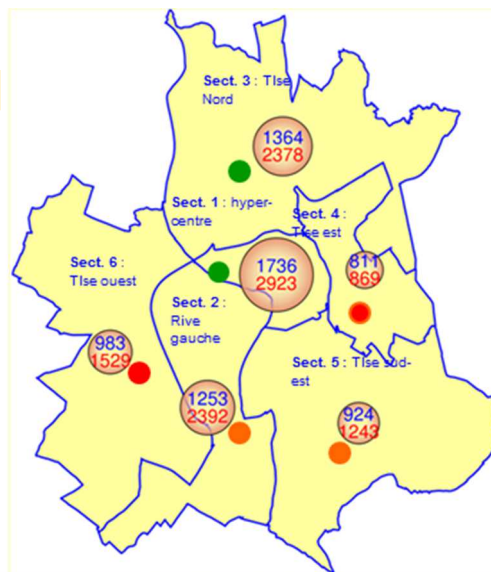 Sect. 3 : Tlse
Nord
1364
2378
Sect. 1 : hyper-
centre
Sect. 4 :
Tlse est
Sect. 6 :
Tlse ouest
1736
2923
811
869
Sect. 2 :
Rive
gauche
983
1529
Sect. 5 : Tlse sud-
est
1253
2392
924
1243